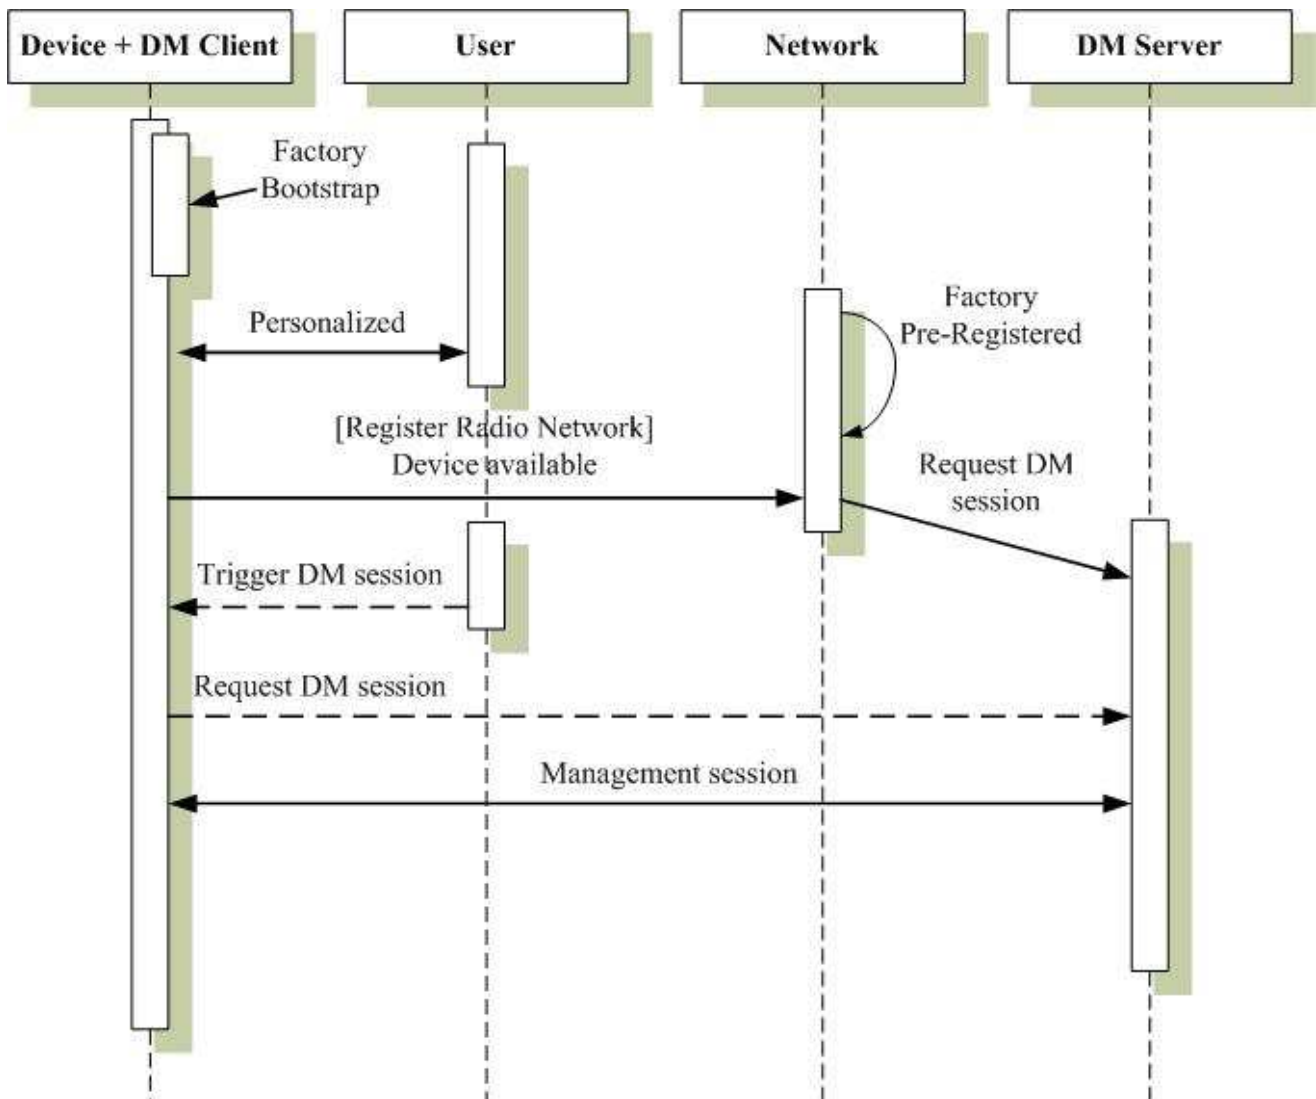 Device + DM Client
User
Network
DM Server
Factory
Bootstrap
Personalized
Factory
Pre-Registered
[Register Radio Network]
Device available
Request DM
session
Trigger DM session
Request DM session
Management session